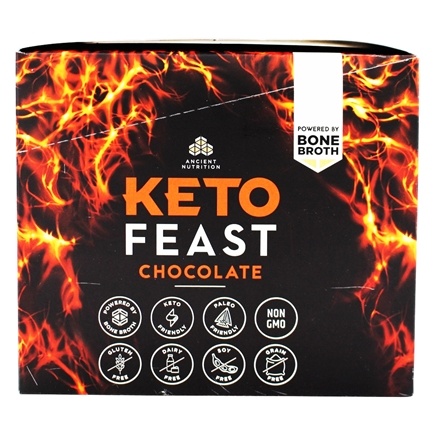 POWERED BY
BONE
BROTH
ANCIENT
NUTRITION
KETO
FEAST
CHOCOLATE
POWERED BY
BONE BROTH
KETO
FRIENDLY
PALEO
FRIENDLY
NON
GMO
GLUTEN
FREE
DAIRY
FREE
SOY
FREE
GRAIN
FREE